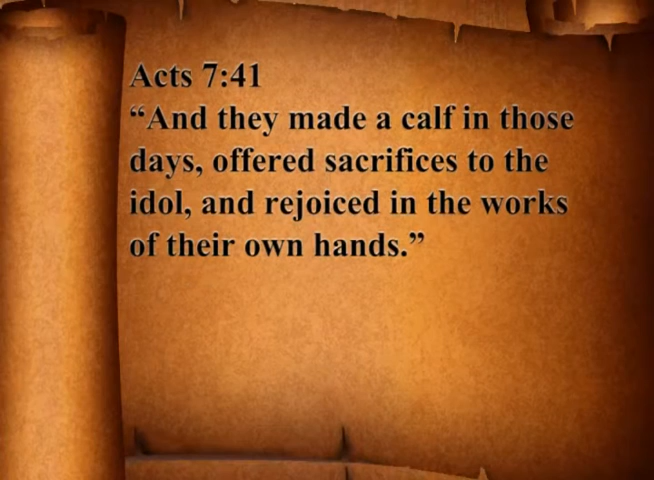 Acts 7:41
“And they made a calf in those
days, offered sacrifices to the
idol, and rejoiced in the works
of their own hands.”